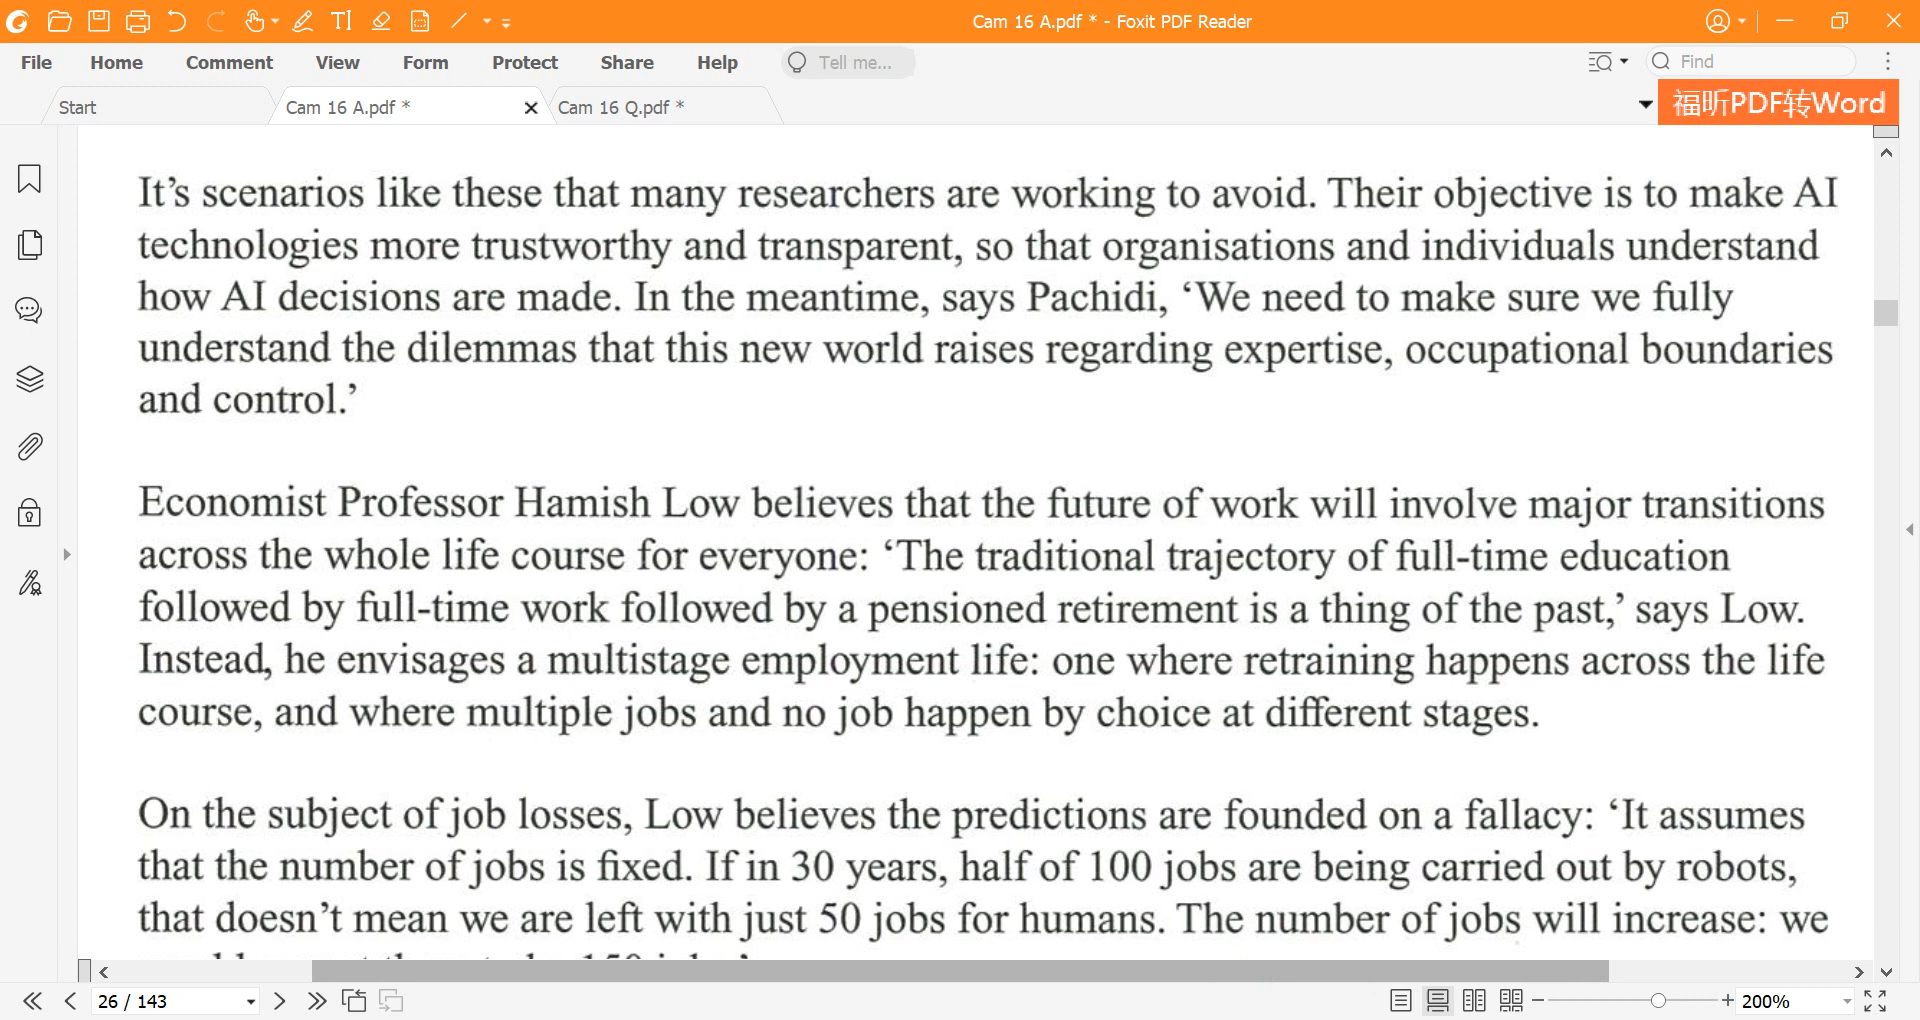 Cam 16 A.pdf * - Foxit PDF Reader
File Home Comment View Form Protect Share Help Tell me... Find
Start Cam 16 A.pdf * Cam 16 Q.pdf * 福昕PDF转Word
It's scenarios like these that many researchers are working to avoid. Their objective is to make AI
technologies more trustworthy and transparent, so that organisations and individuals understand
how AI decisions are made. In the meantime, says Pachidi, ‘We need to make sure we fully
understand the dilemmas that this new world raises regarding expertise, occupational boundaries
and control.’
Economist Professor Hamish Low believes that the future of work will involve major transitions
across the whole life course for everyone: ‘The traditional trajectory of full-time education
followed by full-time work followed by a pensioned retirement is a thing of the past,’ says Low.
Instead, he envisages a multistage employment life: one where retraining happens across the life
course, and where multiple jobs and no job happen by choice at different stages.
On the subject of job losses, Low believes the predictions are founded on a fallacy: ‘It assumes
that the number of jobs is fixed. If in 30 years, half of 100 jobs are being carried out by robots,
that doesn't mean we are left with just 50 jobs for humans. The number of jobs will increase: we
26 / 143 200%